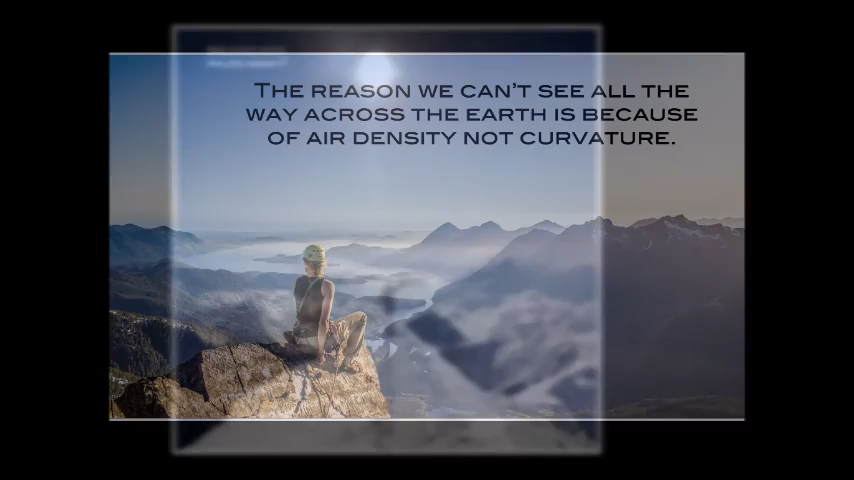 THE REASON WE CAN'T SEE ALL THE
WAY ACROSS THE EARTH IS BECAUSE
OF AIR DENSITY NOT CURVATURE.